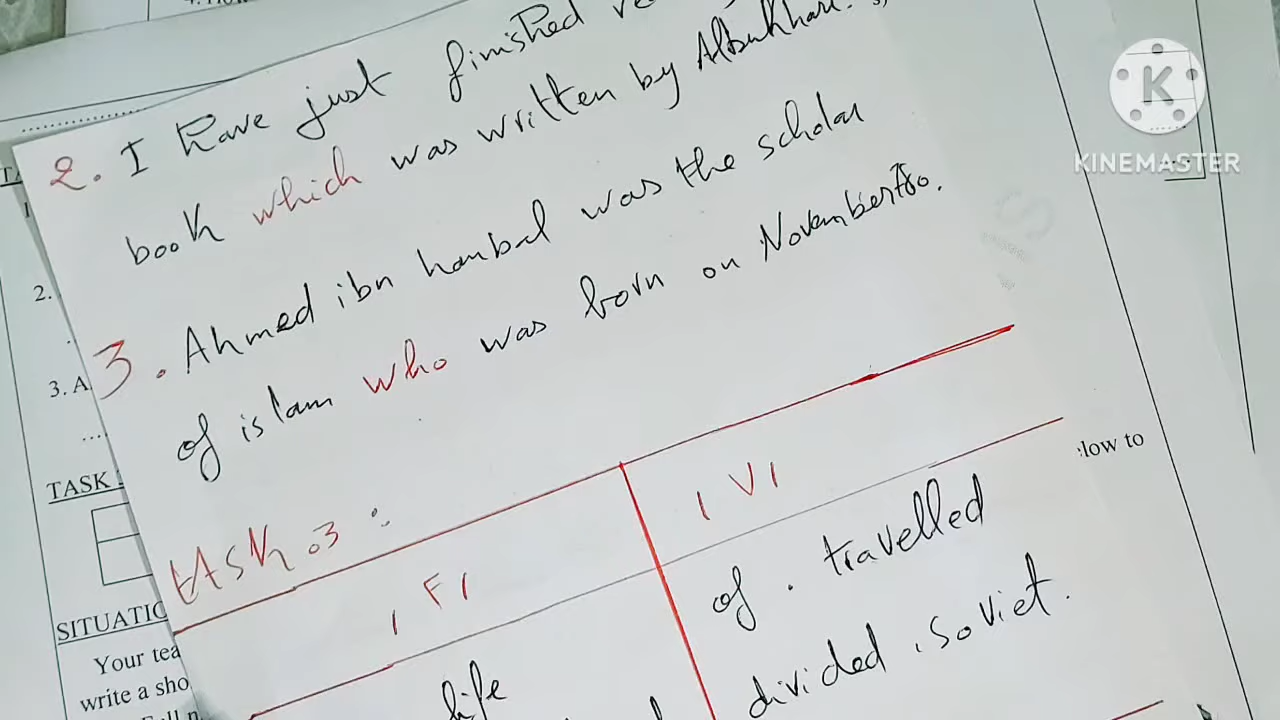 2. I have just finished
book which was written by Albukhari.
3. Ahmed ibn hanbal was the scholar
of islam who was born on November 780.
TASK .3 :
/F/
/V/
life
of . travelled
divided . Soviet.
2.
3. A
TASK
SITUATIO
Your tea
write a sho
low to
K
KINEMASTER